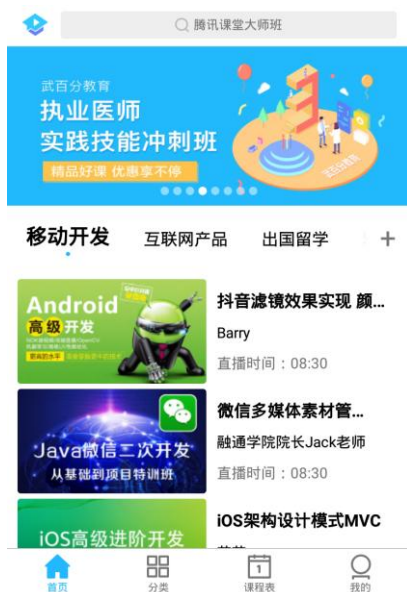 腾讯课堂大师班
武百分教育
执业医师
实践技能冲刺班
精品好课 优惠享不停
武百分教育
移动开发 互联网产品 出国留学 +
Android
高级开发
抖音滤镜效果实现 颜...
Barry
直播时间：08:30
Java微信二次开发
从基础到项目特训班
微信多媒体素材管...
融通学院院长Jack老师
直播时间：08:30
iOS高级进阶开发
iOS架构设计模式MVC
首页 分类 1 课程表 我的